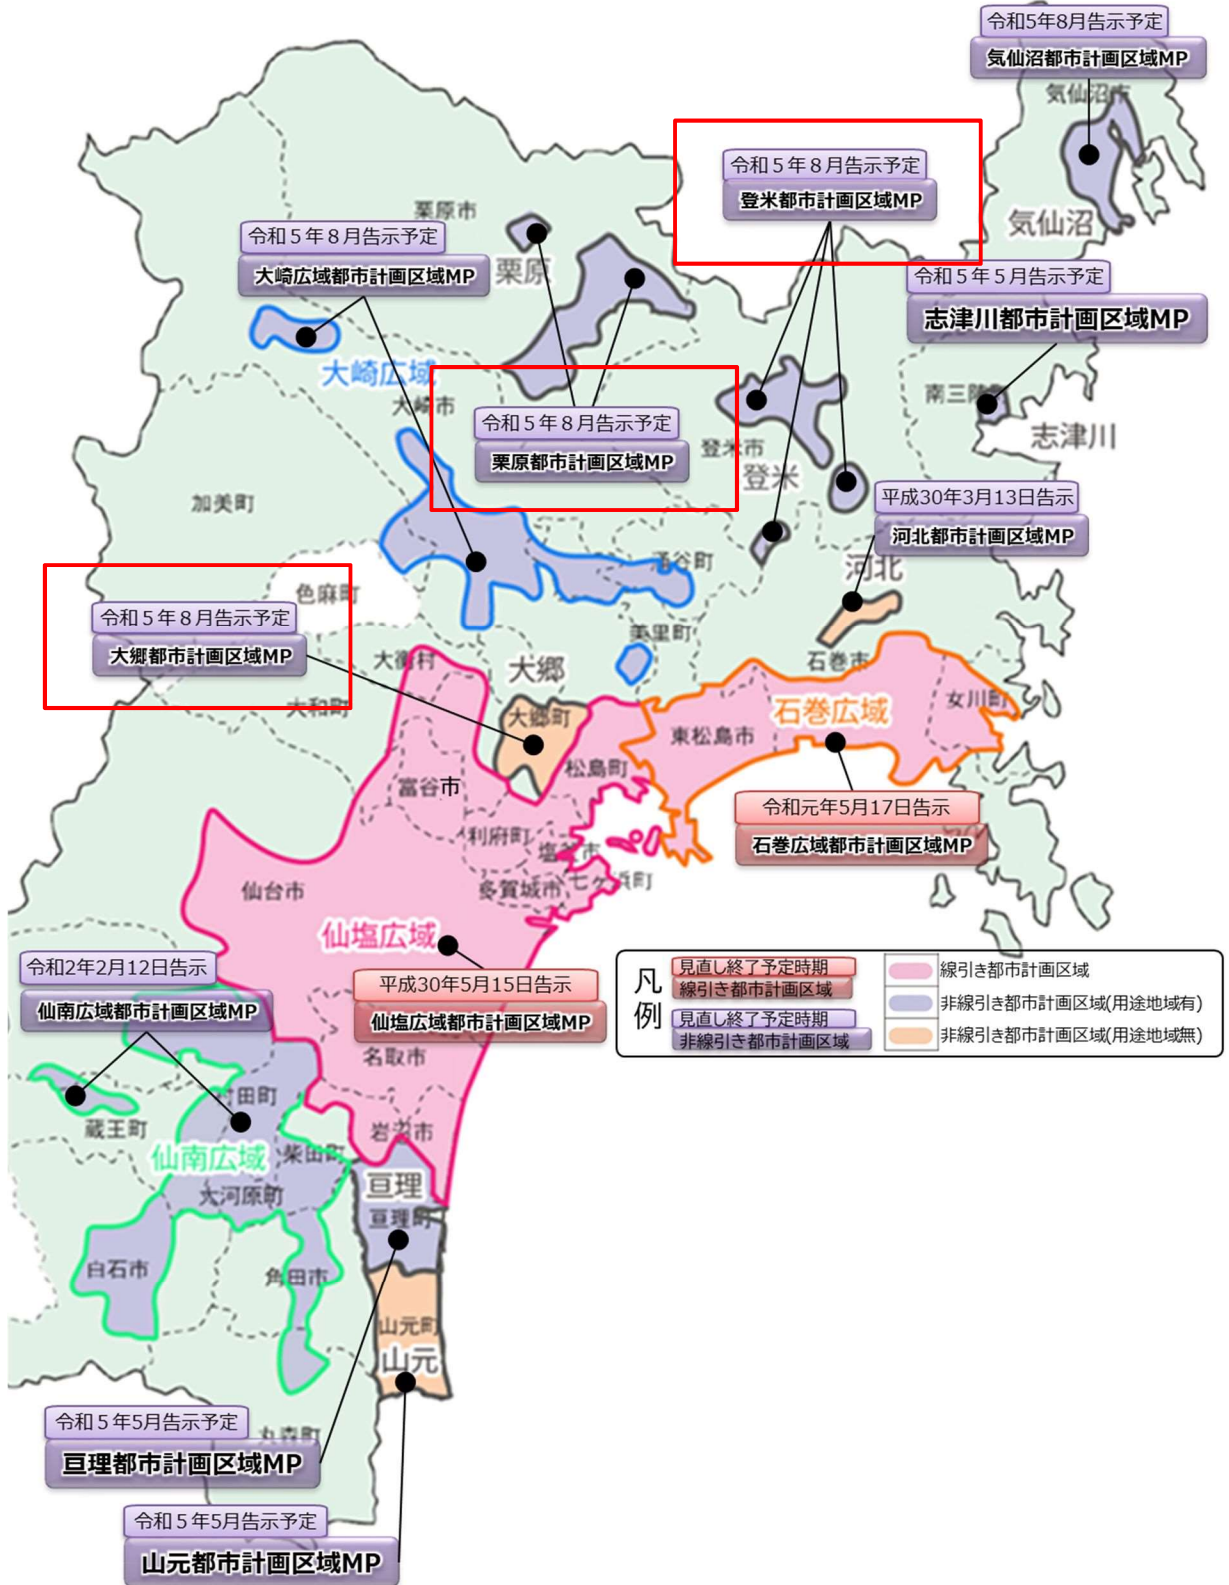 令和5年8月告示予定
気仙沼都市計画区域MP
気仙沼市
気仙沼
令和５年８月告示予定
登米都市計画区域MP
栗原市
栗原
令和５年８月告示予定
大崎広域都市計画区域MP
大崎広域
大崎市
令和５年５月告示予定
志津川都市計画区域MP
南三陸町
志津川
令和５年８月告示予定
栗原都市計画区域MP
登米市
登米
加美町
平成30年3月13日告示
河北都市計画区域MP
河北
涌谷町
色麻町
令和５年８月告示予定
大郷都市計画区域MP
美里町
大衡村
大郷
石巻市
大和町
大郷町
石巻広域
女川町
東松島市
松島町
富谷市
令和元年5月17日告示
石巻広域都市計画区域MP
利府町
塩釜市
仙台市
多賀城市
七ヶ浜町
仙塩広域
令和2年2月12日告示
仙南広域都市計画区域MP
平成30年5月15日告示
仙塩広域都市計画区域MP
凡例
見直し終了予定時期
線引き都市計画区域
見直し終了予定時期
非線引き都市計画区域
線引き都市計画区域
非線引き都市計画区域(用途地域有)
非線引き都市計画区域(用途地域無)
名取市
村田町
蔵王町
岩沼市
仙南広域
柴田町
大河原町
亘理
亘理町
白石市
角田市
山元町
山元
令和５年5月告示予定
丸森町
亘理都市計画区域MP
令和５年5月告示予定
山元都市計画区域MP